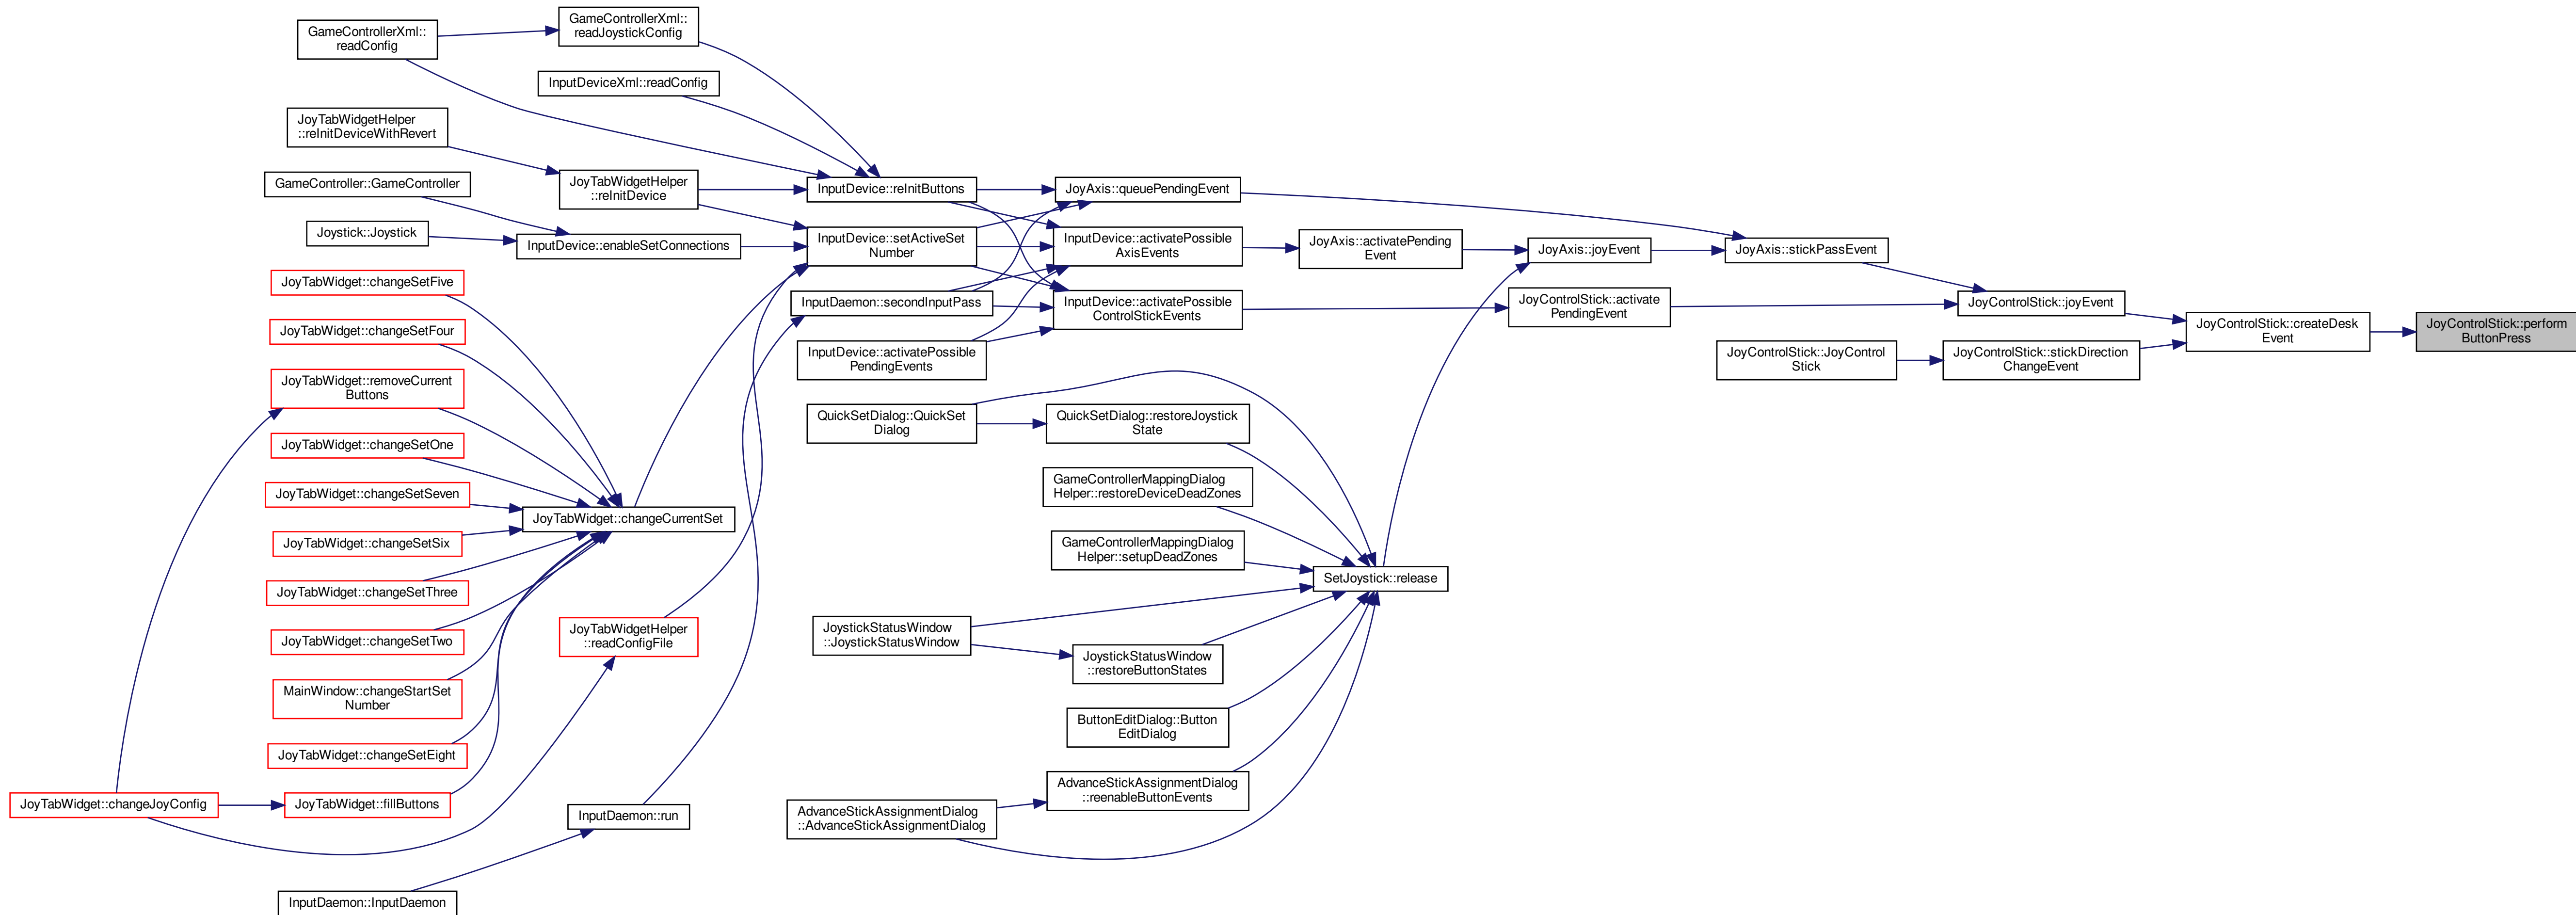 GameControllerXml::
readConfig
GameControllerXml::
readJoystickConfig
InputDeviceXml::readConfig
JoyTabWidgetHelper
::reInitDeviceWithRevert
GameController::GameController
JoyTabWidgetHelper
::reInitDevice
InputDevice::reInitButtons
JoyAxis::queuePendingEvent
Joystick::Joystick
InputDevice::enableSetConnections
InputDevice::setActiveSet
Number
InputDevice::activatePossible
AxisEvents
JoyAxis::activatePending
Event
JoyAxis::joyEvent
JoyAxis::stickPassEvent
JoyTabWidget::changeSetFive
InputDaemon::secondInputPass
InputDevice::activatePossible
ControlStickEvents
JoyControlStick::activate
PendingEvent
JoyControlStick::joyEvent
JoyTabWidget::changeSetFour
JoyControlStick::createDesk
Event
JoyControlStick::perform
ButtonPress
InputDevice::activatePossible
PendingEvents
JoyControlStick::JoyControl
Stick
JoyControlStick::stickDirection
ChangeEvent
JoyTabWidget::removeCurrent
Buttons
QuickSetDialog::QuickSet
Dialog
QuickSetDialog::restoreJoystick
State
JoyTabWidget::changeSetOne
JoyTabWidget::changeSetSeven
GameControllerMappingDialog
Helper::restoreDeviceDeadZones
JoyTabWidget::changeCurrentSet
JoyTabWidget::changeSetSix
GameControllerMappingDialog
Helper::setupDeadZones
SetJoystick::release
JoyTabWidget::changeSetThree
JoyTabWidget::changeSetTwo
JoyTabWidgetHelper
::readConfigFile
JoystickStatusWindow
::JoystickStatusWindow
JoystickStatusWindow
::restoreButtonStates
MainWindow::changeStartSet
Number
ButtonEditDialog::Button
EditDialog
JoyTabWidget::changeSetEight
JoyTabWidget::changeJoyConfig
JoyTabWidget::fillButtons
InputDaemon::run
AdvanceStickAssignmentDialog
::AdvanceStickAssignmentDialog
AdvanceStickAssignmentDialog
::reenableButtonEvents
InputDaemon::InputDaemon